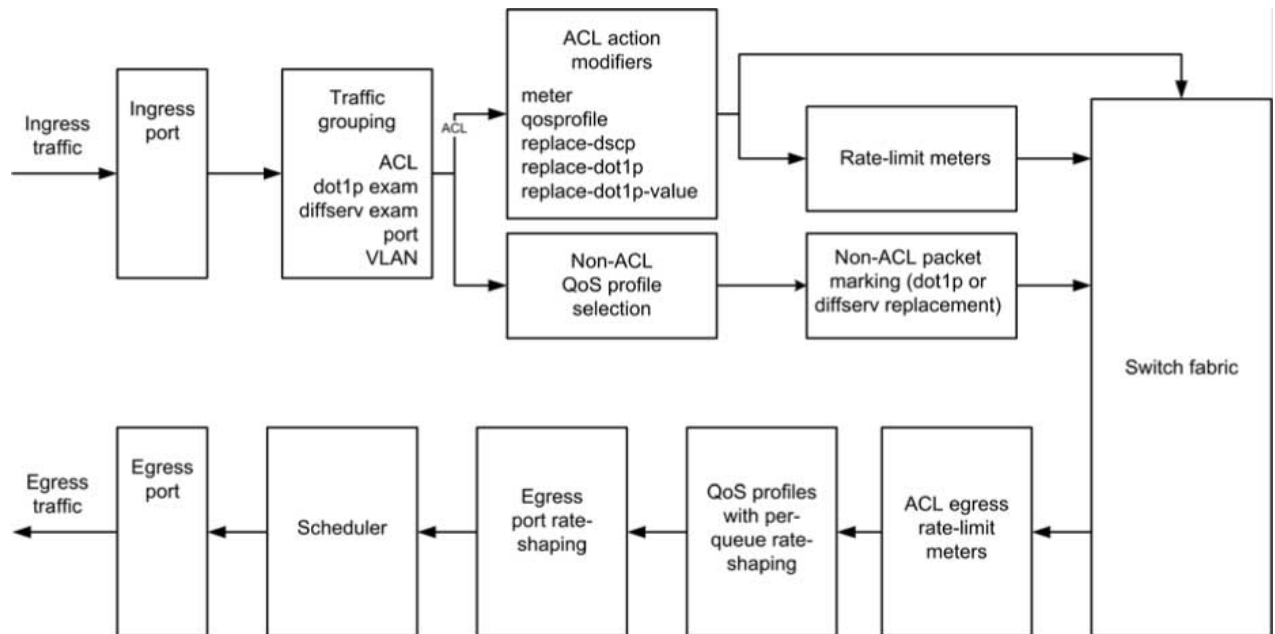 Ingress
traffic
Ingress
port
Traffic
grouping
ACL
dot1p exam
diffserv exam
port
VLAN
ACL
ACL action
modifiers
meter
qosprofile
replace-dscp
replace-dot1p
replace-dot1p-value
Rate-limit meters
Non-ACL
QoS profile
selection
Non-ACL packet
marking (dot1p or
diffserv replacement)
Switch fabric
Egress
traffic
Egress
port
Scheduler
Egress
port rate-
shaping
QoS profiles
with per-
queue rate-
shaping
ACL egress
rate-limit
meters